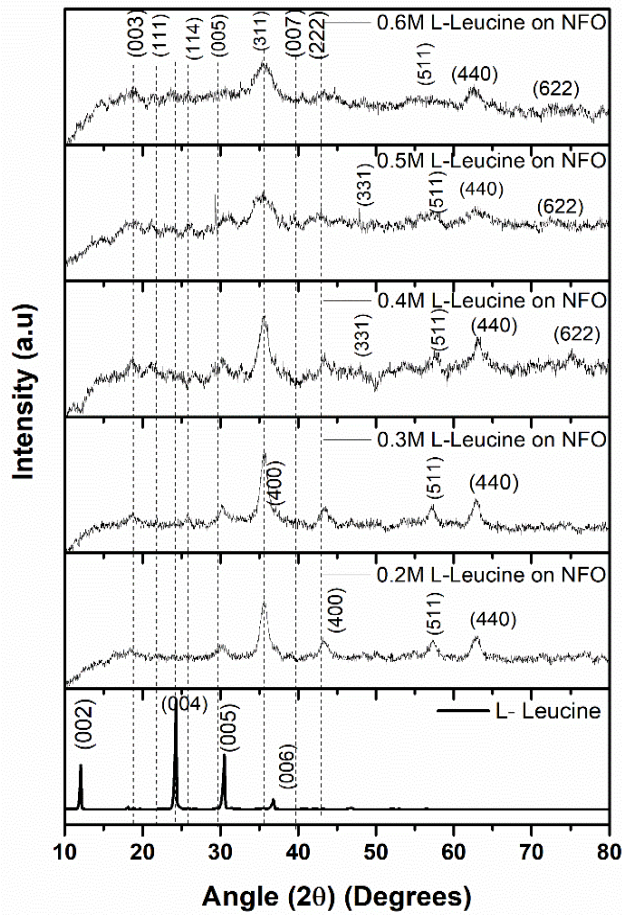 (003) (111) (114) (005) (311) (007) (222) 0.6M L-Leucine on NFO
(511) (440) (622)
0.5M L-Leucine on NFO
(331) (511) (440) (622)
0.4M L-Leucine on NFO
(331) (511) (440) (622)
0.3M L-Leucine on NFO
(400) (511) (440)
0.2M L-Leucine on NFO
(400) (511) (440)
L- Leucine
(002) (004) (005) (006)
10 20 30 40 50 60 70 80
Angle (2θ) (Degrees)
Intensity (a.u)